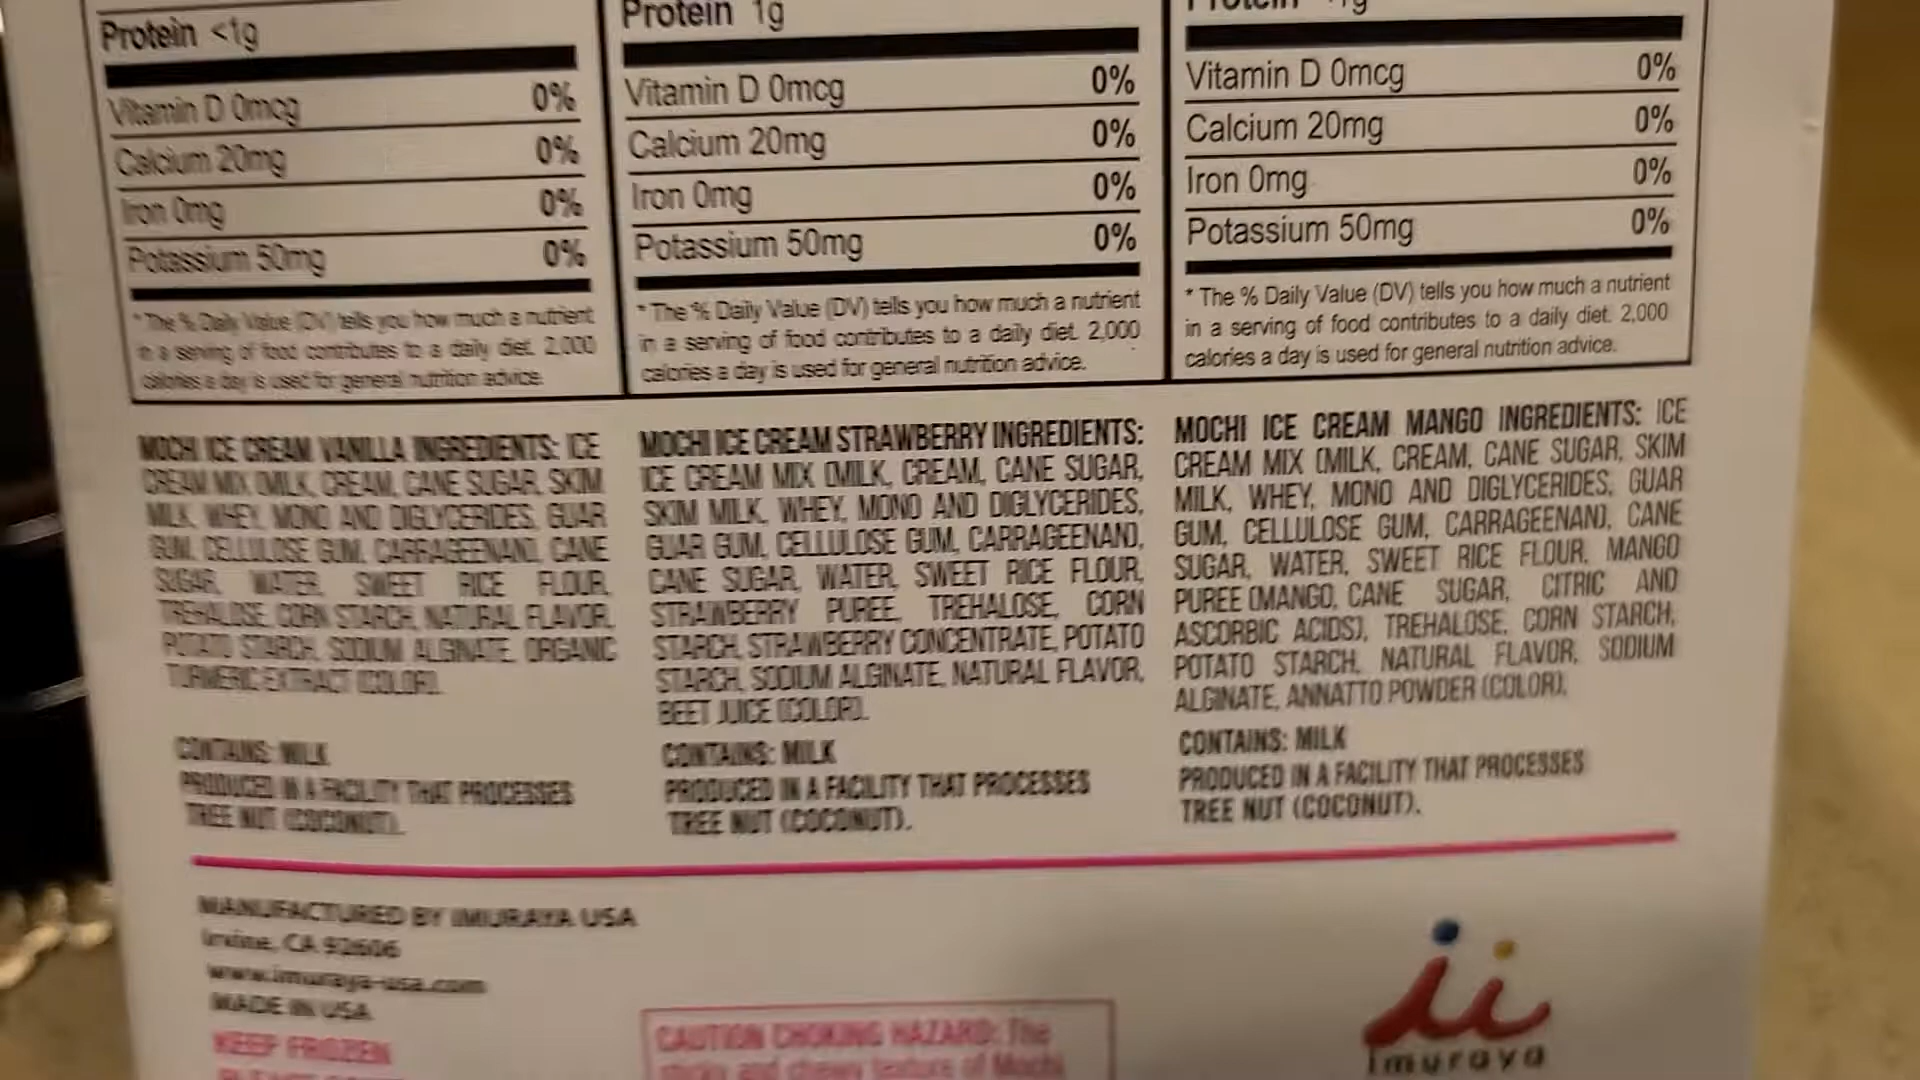 Protein <1g
Vitamin D 0mcg 0%
Calcium 20mg 0%
Iron 0mg 0%
Potassium 50mg 0%
* The % Daily Value (DV) tells you how much a nutrient
in a serving of food contributes to a daily diet. 2,000
calories a day is used for general nutrition advice.
MOCHI ICE CREAM VANILLA INGREDIENTS: ICE
CREAM MIX (MILK, CREAM, CANE SUGAR, SKIM
MILK, WHEY, MONO AND DIGLYCERIDES, GUAR
GUM, CELLULOSE GUM, CARRAGEENAN), CANE
SUGAR, WATER, SWEET RICE FLOUR,
TREHALOSE, CORN STARCH, NATURAL FLAVOR,
POTATO STARCH, SODIUM ALGINATE, ORGANIC
TURMERIC EXTRACT (COLOR).
CONTAINS: MILK
PRODUCED IN A FACILITY THAT PROCESSES
TREE NUT (COCONUT).
Protein 1g
Vitamin D 0mcg 0%
Calcium 20mg 0%
Iron 0mg 0%
Potassium 50mg 0%
* The % Daily Value (DV) tells you how much a nutrient
in a serving of food contributes to a daily diet. 2,000
calories a day is used for general nutrition advice.
MOCHI ICE CREAM STRAWBERRY INGREDIENTS:
ICE CREAM MIX (MILK, CREAM, CANE SUGAR,
SKIM MILK, WHEY, MONO AND DIGLYCERIDES,
GUAR GUM, CELLULOSE GUM, CARRAGEENAN),
CANE SUGAR, WATER, SWEET RICE FLOUR,
STRAWBERRY PUREE, TREHALOSE, CORN
STARCH, STRAWBERRY CONCENTRATE, POTATO
STARCH, SODIUM ALGINATE, NATURAL FLAVOR,
BEET JUICE (COLOR).
CONTAINS: MILK
PRODUCED IN A FACILITY THAT PROCESSES
TREE NUT (COCONUT).
Protein
Vitamin D 0mcg 0%
Calcium 20mg 0%
Iron 0mg 0%
Potassium 50mg 0%
* The % Daily Value (DV) tells you how much a nutrient
in a serving of food contributes to a daily diet. 2,000
calories a day is used for general nutrition advice.
MOCHI ICE CREAM MANGO INGREDIENTS: ICE
CREAM MIX (MILK, CREAM, CANE SUGAR, SKIM
MILK, WHEY, MONO AND DIGLYCERIDES, GUAR
GUM, CELLULOSE GUM, CARRAGEENAN), CANE
SUGAR, WATER, SWEET RICE FLOUR, MANGO
PUREE (MANGO, CANE SUGAR, CITRIC AND
ASCORBIC ACIDS), TREHALOSE, CORN STARCH,
POTATO STARCH, NATURAL FLAVOR, SODIUM
ALGINATE, ANNATTO POWDER (COLOR).
CONTAINS: MILK
PRODUCED IN A FACILITY THAT PROCESSES
TREE NUT (COCONUT).
MANUFACTURED BY IMURAYA USA
Irvine, CA 92606
www.imuraya-usa.com
MADE IN USA
KEEP FROZEN
CAUTION CHOKING HAZARD: The
sticky and chewy texture of Mochi
imuraya